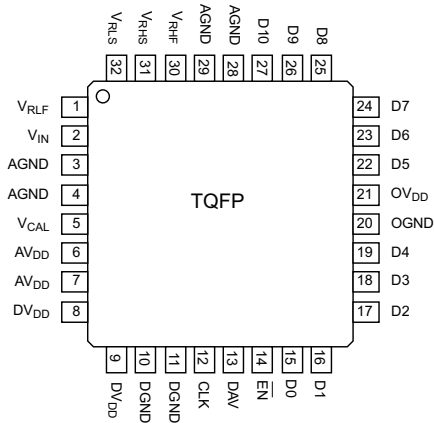 VRLS VRHS VRHF AGND AGND D10 D9 D8
32 31 30 29 28 27 26 25
VRLF 1 24 D7
VIN 2 23 D6
AGND 3 22 D5
AGND 4 21 OVDD
VCAL 5 20 OGND
AVDD 6 19 D4
AVDD 7 18 D3
DVDD 8 17 D2
TQFP
9 10 11 12 13 14 15 16
DVDD DGND DGND CLK DAV EN D0 D1